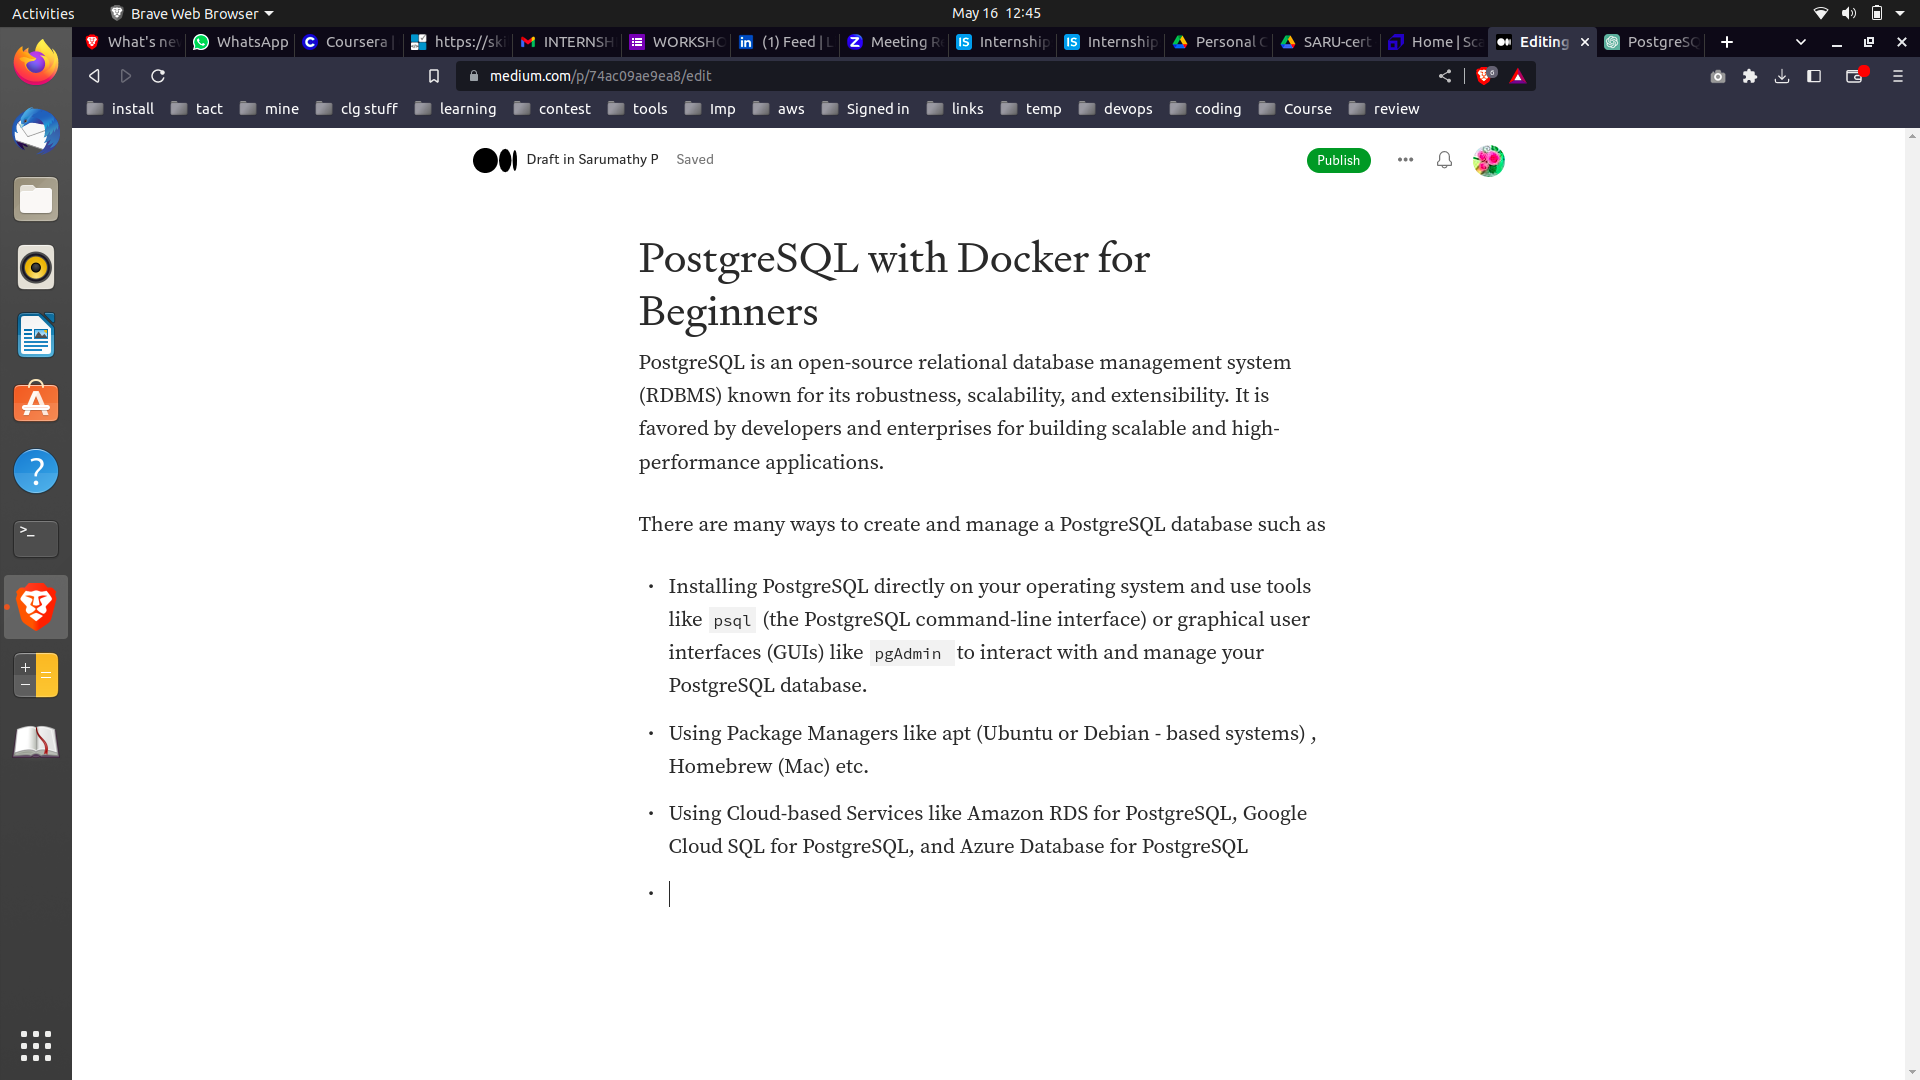 Activities Brave Web Browser May 16 12:45
What's new WhatsApp Coursera | https://ski INTERNSH WORKSHO (1) Feed | L Meeting R Internship Internship Personal C SARU-cert Home | Sca Editing PostgreSQ
medium.com/p/74ac09ae9ea8/edit
install tact mine clg stuff learning contest tools Imp aws Signed in links temp devops coding Course review
Draft in Sarumathy P Saved Publish
PostgreSQL with Docker for
Beginners
PostgreSQL is an open-source relational database management system
(RDBMS) known for its robustness, scalability, and extensibility. It is
favored by developers and enterprises for building scalable and high-
performance applications.
There are many ways to create and manage a PostgreSQL database such as
• Installing PostgreSQL directly on your operating system and use tools
like psql (the PostgreSQL command-line interface) or graphical user
interfaces (GUIs) like pgAdmin to interact with and manage your
PostgreSQL database.
• Using Package Managers like apt (Ubuntu or Debian - based systems) ,
Homebrew (Mac) etc.
• Using Cloud-based Services like Amazon RDS for PostgreSQL, Google
Cloud SQL for PostgreSQL, and Azure Database for PostgreSQL
•